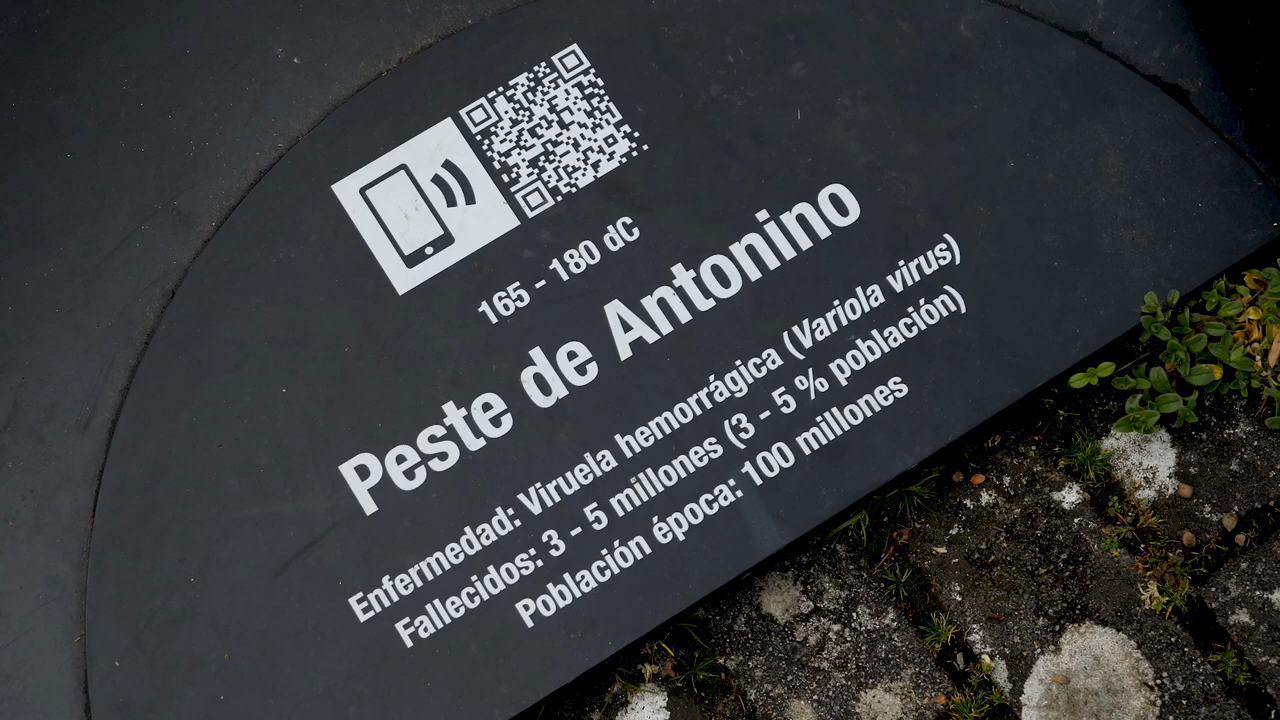 165 - 180 dC
Peste de Antonino
Enfermedad: Viruela hemorrágica (Variola virus)
Fallecidos: 3 - 5 millones (3 - 5 % población)
Población época: 100 millones